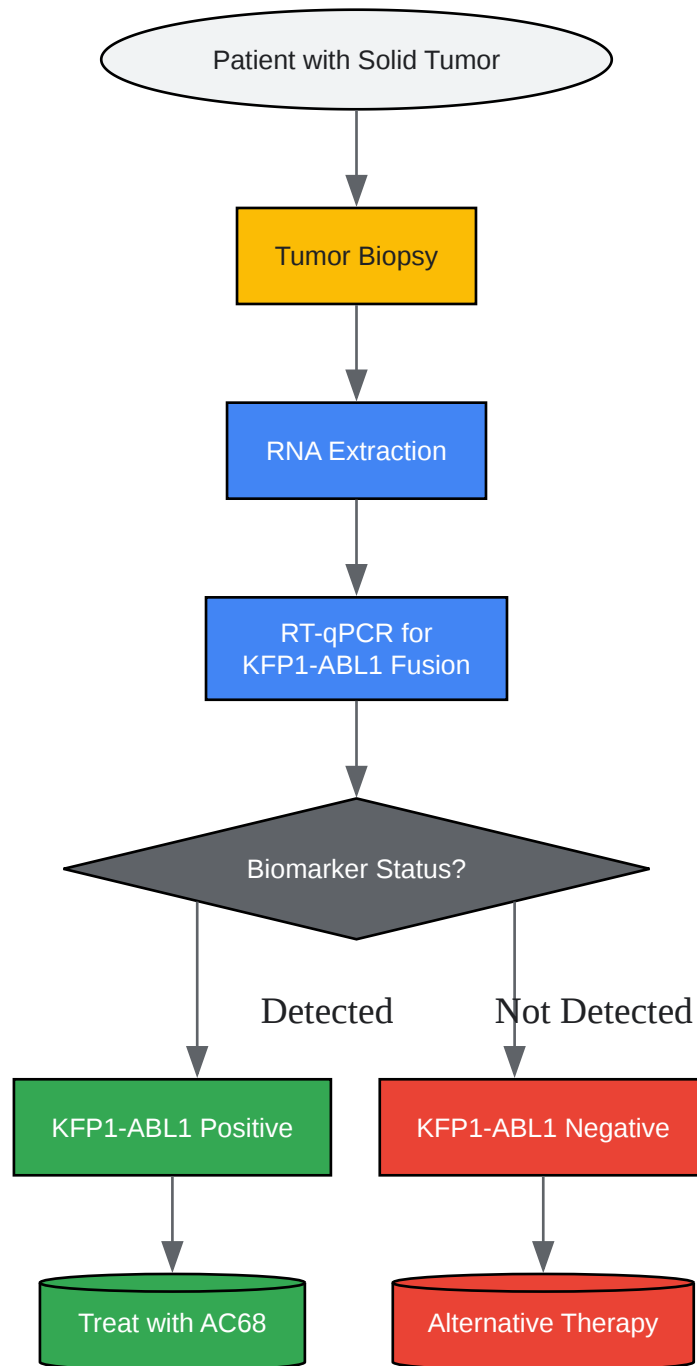 Patient with Solid Tumor
Tumor Biopsy
RNA Extraction
RT-qPCR for
KFP1-ABL1 Fusion
Biomarker Status?
Detected
Not Detected
KFP1-ABL1 Positive
KFP1-ABL1 Negative
Treat with AC68
Alternative Therapy